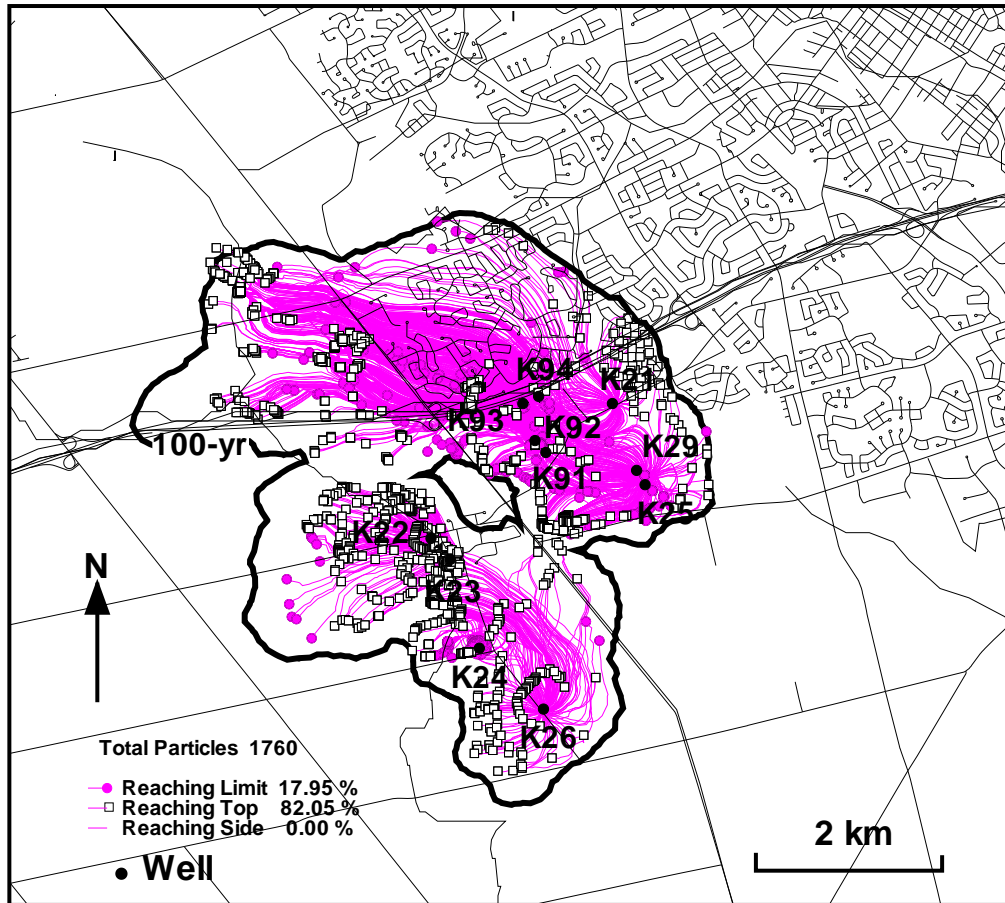 K94
K21
K93
K92
100-yr
K29
K91
K25
K22
N
K23
K24
K26
Total Particles 1760
Reaching Limit 17.95 %
Reaching Top 82.05 %
Reaching Side 0.00 %
2 km
Well